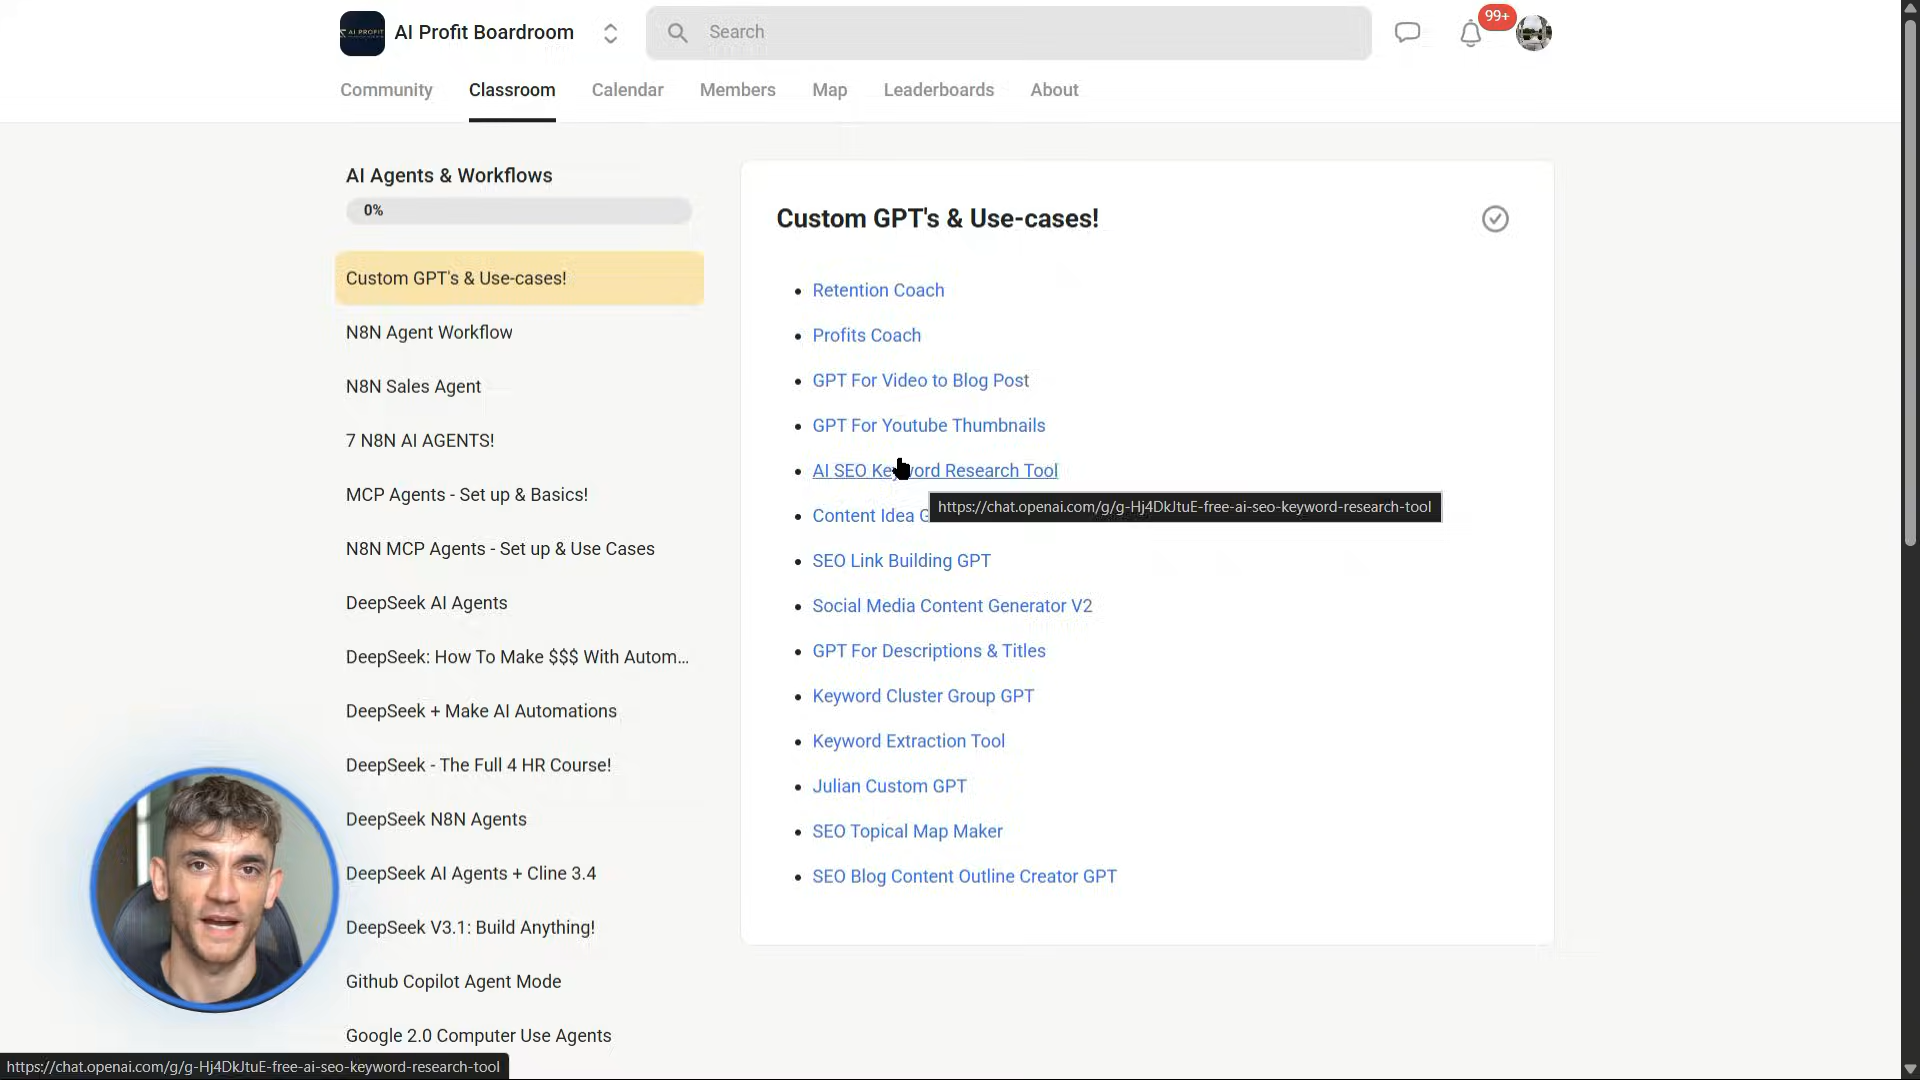 AI PROFIT
AI Profit Boardroom
Search
99+
Community
Classroom
Calendar
Members
Map
Leaderboards
About
AI Agents & Workflows
0%
Custom GPT's & Use-cases!
N8N Agent Workflow
N8N Sales Agent
7 N8N AI AGENTS!
MCP Agents - Set up & Basics!
N8N MCP Agents - Set up & Use Cases
DeepSeek AI Agents
DeepSeek: How To Make $$$ With Autom...
DeepSeek + Make AI Automations
DeepSeek - The Full 4 HR Course!
DeepSeek N8N Agents
DeepSeek AI Agents + Cline 3.4
DeepSeek V3.1: Build Anything!
Github Copilot Agent Mode
Google 2.0 Computer Use Agents
Custom GPT's & Use-cases!
Retention Coach
Profits Coach
GPT For Video to Blog Post
GPT For Youtube Thumbnails
AI SEO Keyword Research Tool
https://chat.openai.com/g/g-Hj4DkJtuE-free-ai-seo-keyword-research-tool
Content Idea
SEO Link Building GPT
Social Media Content Generator V2
GPT For Descriptions & Titles
Keyword Cluster Group GPT
Keyword Extraction Tool
Julian Custom GPT
SEO Topical Map Maker
SEO Blog Content Outline Creator GPT
https://chat.openai.com/g/g-Hj4DkJtuE-free-ai-seo-keyword-research-tool